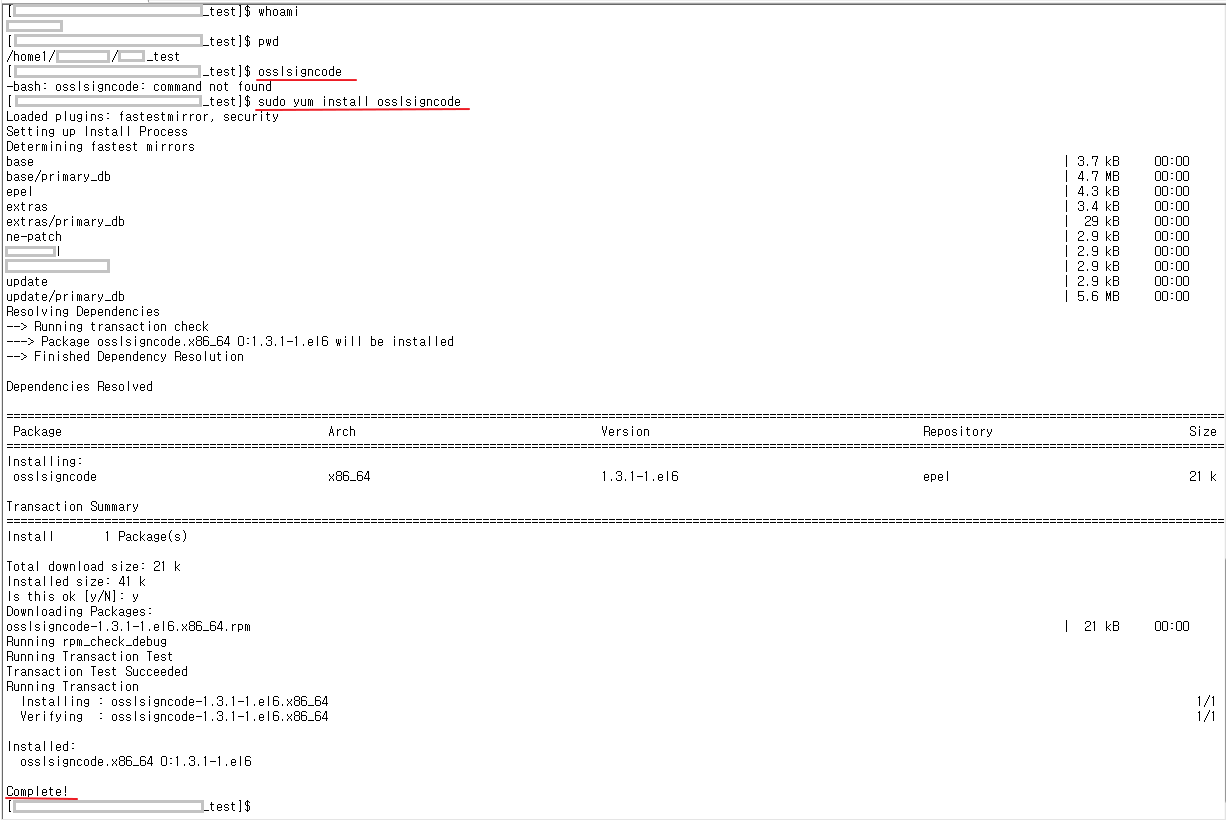 [ _test]$ whoami
[ _test]$ pwd
/home1/ / _test
[ _test]$ osslsigncode
-bash: osslsigncode: command not found
[ _test]$ sudo yum install osslsigncode
Loaded plugins: fastestmirror, security
Setting up Install Process
Determining fastest mirrors
base | 3.7 kB 00:00
base/primary_db | 4.7 MB 00:00
epel | 4.3 kB 00:00
extras | 3.4 kB 00:00
extras/primary_db | 29 kB 00:00
ne-patch | 2.9 kB 00:00
l | 2.9 kB 00:00
| 2.9 kB 00:00
update | 2.9 kB 00:00
update/primary_db | 5.6 MB 00:00
Resolving Dependencies
--> Running transaction check
---> Package osslsigncode.x86_64 0:1.3.1-1.el6 will be installed
--> Finished Dependency Resolution
Dependencies Resolved
Package Arch Version Repository Size
Installing:
osslsigncode x86_64 1.3.1-1.el6 epel 21 k
Transaction Summary
Install 1 Package(s)
Total download size: 21 k
Installed size: 41 k
Is this ok [y/N]: y
Downloading Packages:
osslsigncode-1.3.1-1.el6.x86_64.rpm | 21 kB 00:00
Running rpm_check_debug
Running Transaction Test
Transaction Test Succeeded
Running Transaction
Installing : osslsigncode-1.3.1-1.el6.x86_64 1/1
Verifying : osslsigncode-1.3.1-1.el6.x86_64 1/1
Installed:
osslsigncode.x86_64 0:1.3.1-1.el6
Complete!
[ _test]$